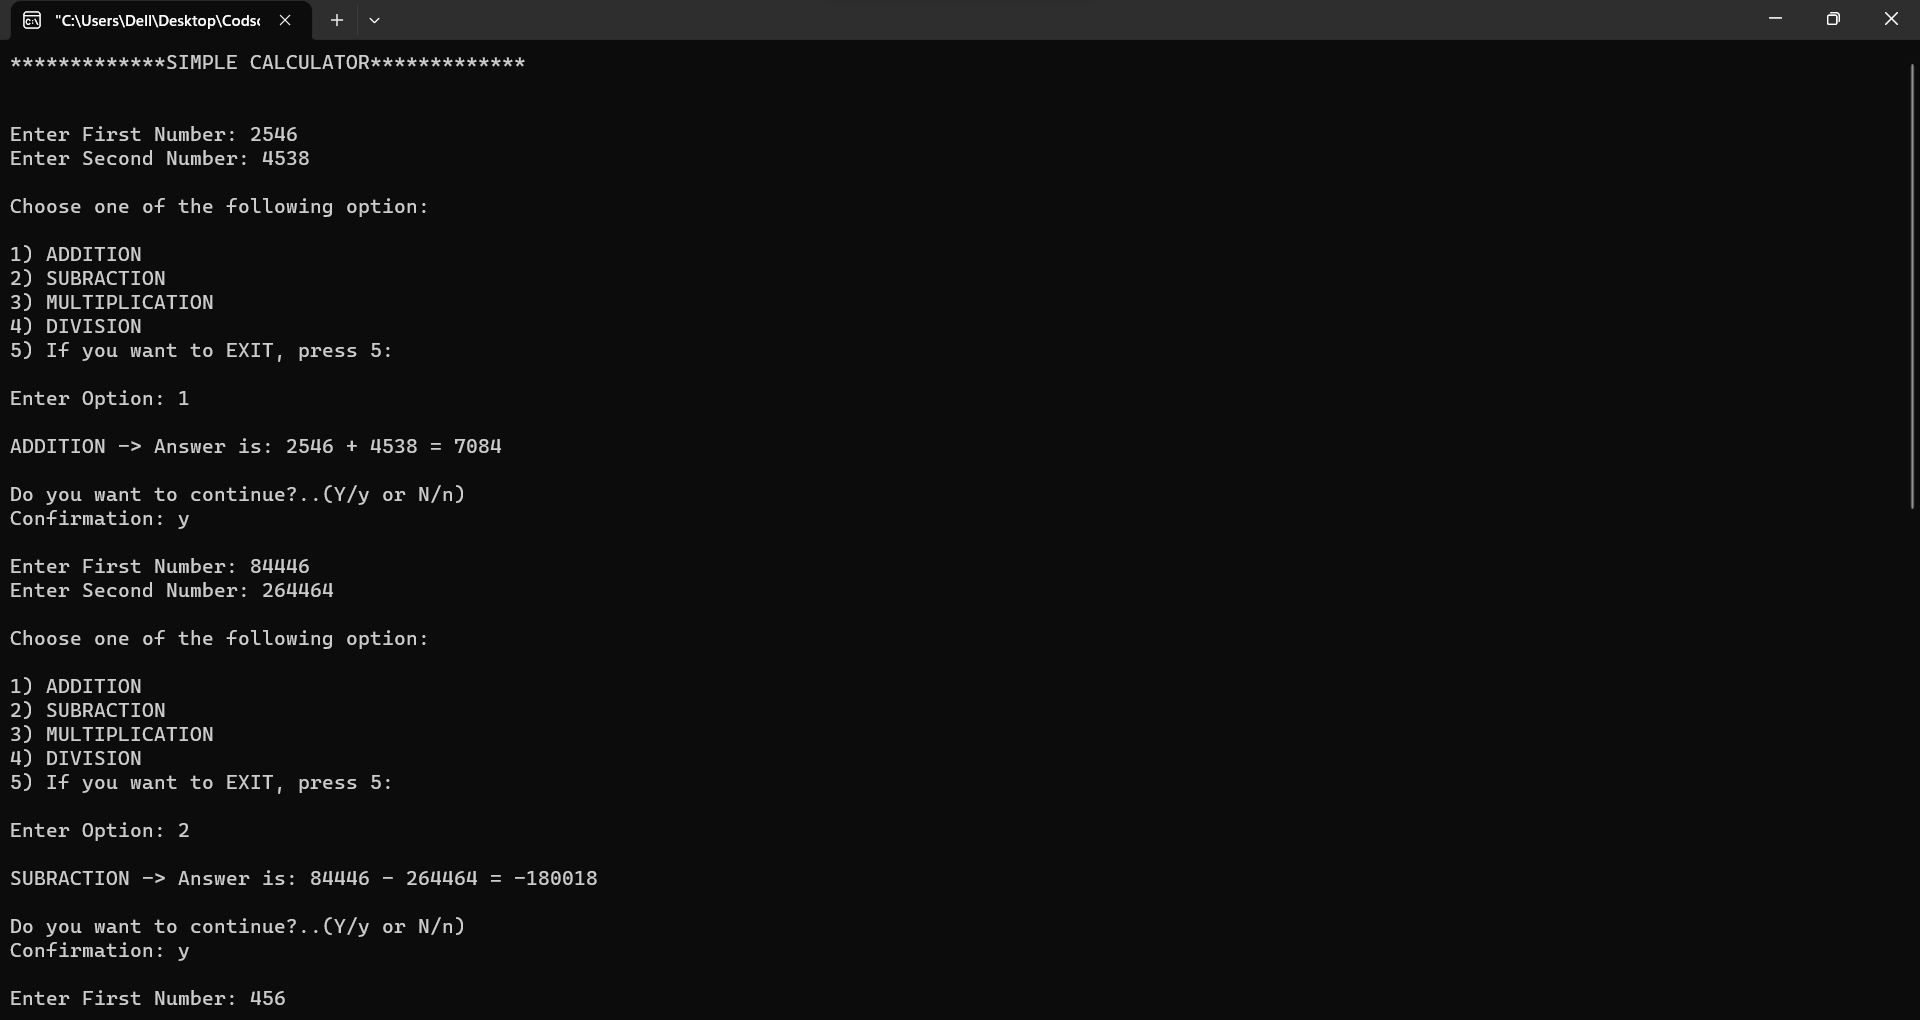 "C:\Users\Dell\Desktop\Cods
*************SIMPLE CALCULATOR*************
Enter First Number: 2546
Enter Second Number: 4538
Choose one of the following option:
1) ADDITION
2) SUBRACTION
3) MULTIPLICATION
4) DIVISION
5) If you want to EXIT, press 5:
Enter Option: 1
ADDITION -> Answer is: 2546 + 4538 = 7084
Do you want to continue?..(Y/y or N/n)
Confirmation: y
Enter First Number: 84446
Enter Second Number: 264464
Choose one of the following option:
1) ADDITION
2) SUBRACTION
3) MULTIPLICATION
4) DIVISION
5) If you want to EXIT, press 5:
Enter Option: 2
SUBRACTION -> Answer is: 84446 - 264464 = -180018
Do you want to continue?..(Y/y or N/n)
Confirmation: y
Enter First Number: 456